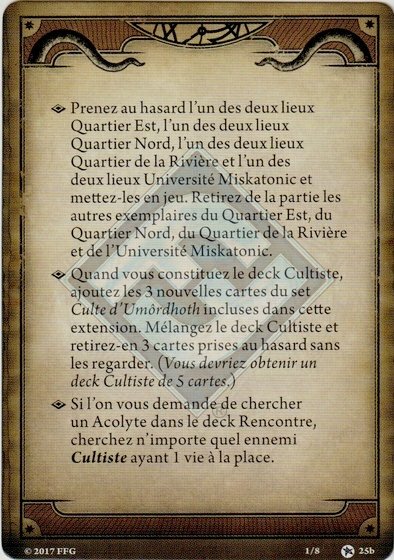 Prenez au hasard l'un des deux lieux
Quartier Est, l'un des deux lieux
Quartier Nord, l'un des deux lieux
Quartier de la Rivière et l'un des
deux lieux Université Miskatonic et
mettez-les en jeu. Retirez de la partie les
autres exemplaires du Quartier Est, du
Quartier Nord, du Quartier de la Rivière
et de l'Université Miskatonic.
Quand vous constituez le deck Cultiste,
ajoutez les 3 nouvelles cartes du set
Culte d'Umôrdhoth incluses dans cette
extension. Mélangez le deck Cultiste et
retirez-en 3 cartes prises au hasard sans
les regarder. (Vous devriez obtenir un
deck Cultiste de 5 cartes.)
Si l'on vous demande de chercher
un Acolyte dans le deck Rencontre,
cherchez n'importe quel ennemi
Cultiste ayant 1 vie à la place.
© 2017 FFG 1/8 25b